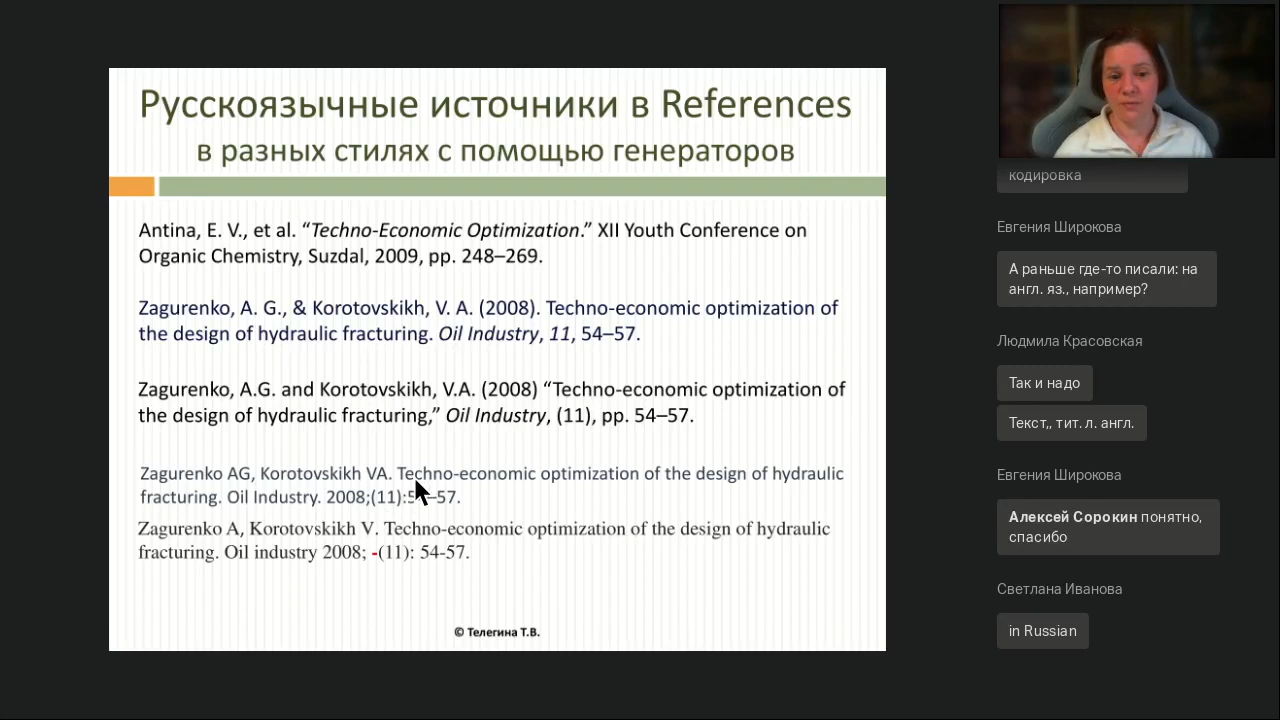 Русскоязычные источники в References
в разных стилях с помощью генераторов
Antina, E. V., et al. “Techno-Economic Optimization.” XII Youth Conference on
Organic Chemistry, Suzdal, 2009, pp. 248–269.
Zagurenko, A. G., & Korotovskikh, V. A. (2008). Techno-economic optimization of
the design of hydraulic fracturing. Oil Industry, 11, 54–57.
Zagurenko, A.G. and Korotovskikh, V.A. (2008) “Techno-economic optimization of
the design of hydraulic fracturing,” Oil Industry, (11), pp. 54–57.
Zagurenko AG, Korotovskikh VA. Techno-economic optimization of the design of hydraulic
fracturing. Oil Industry. 2008;(11):54–57.
Zagurenko A, Korotovskikh V. Techno-economic optimization of the design of hydraulic
fracturing. Oil industry 2008; -(11): 54-57.
© Телегина Т.В.
кодировка
Евгения Широкова
А раньше где-то писали: на
англ. яз., например?
Людмила Красовская
Так и надо
Текст,, тит. л. англ.
Евгения Широкова
Алексей Сорокин понятно,
спасибо
Светлана Иванова
in Russian